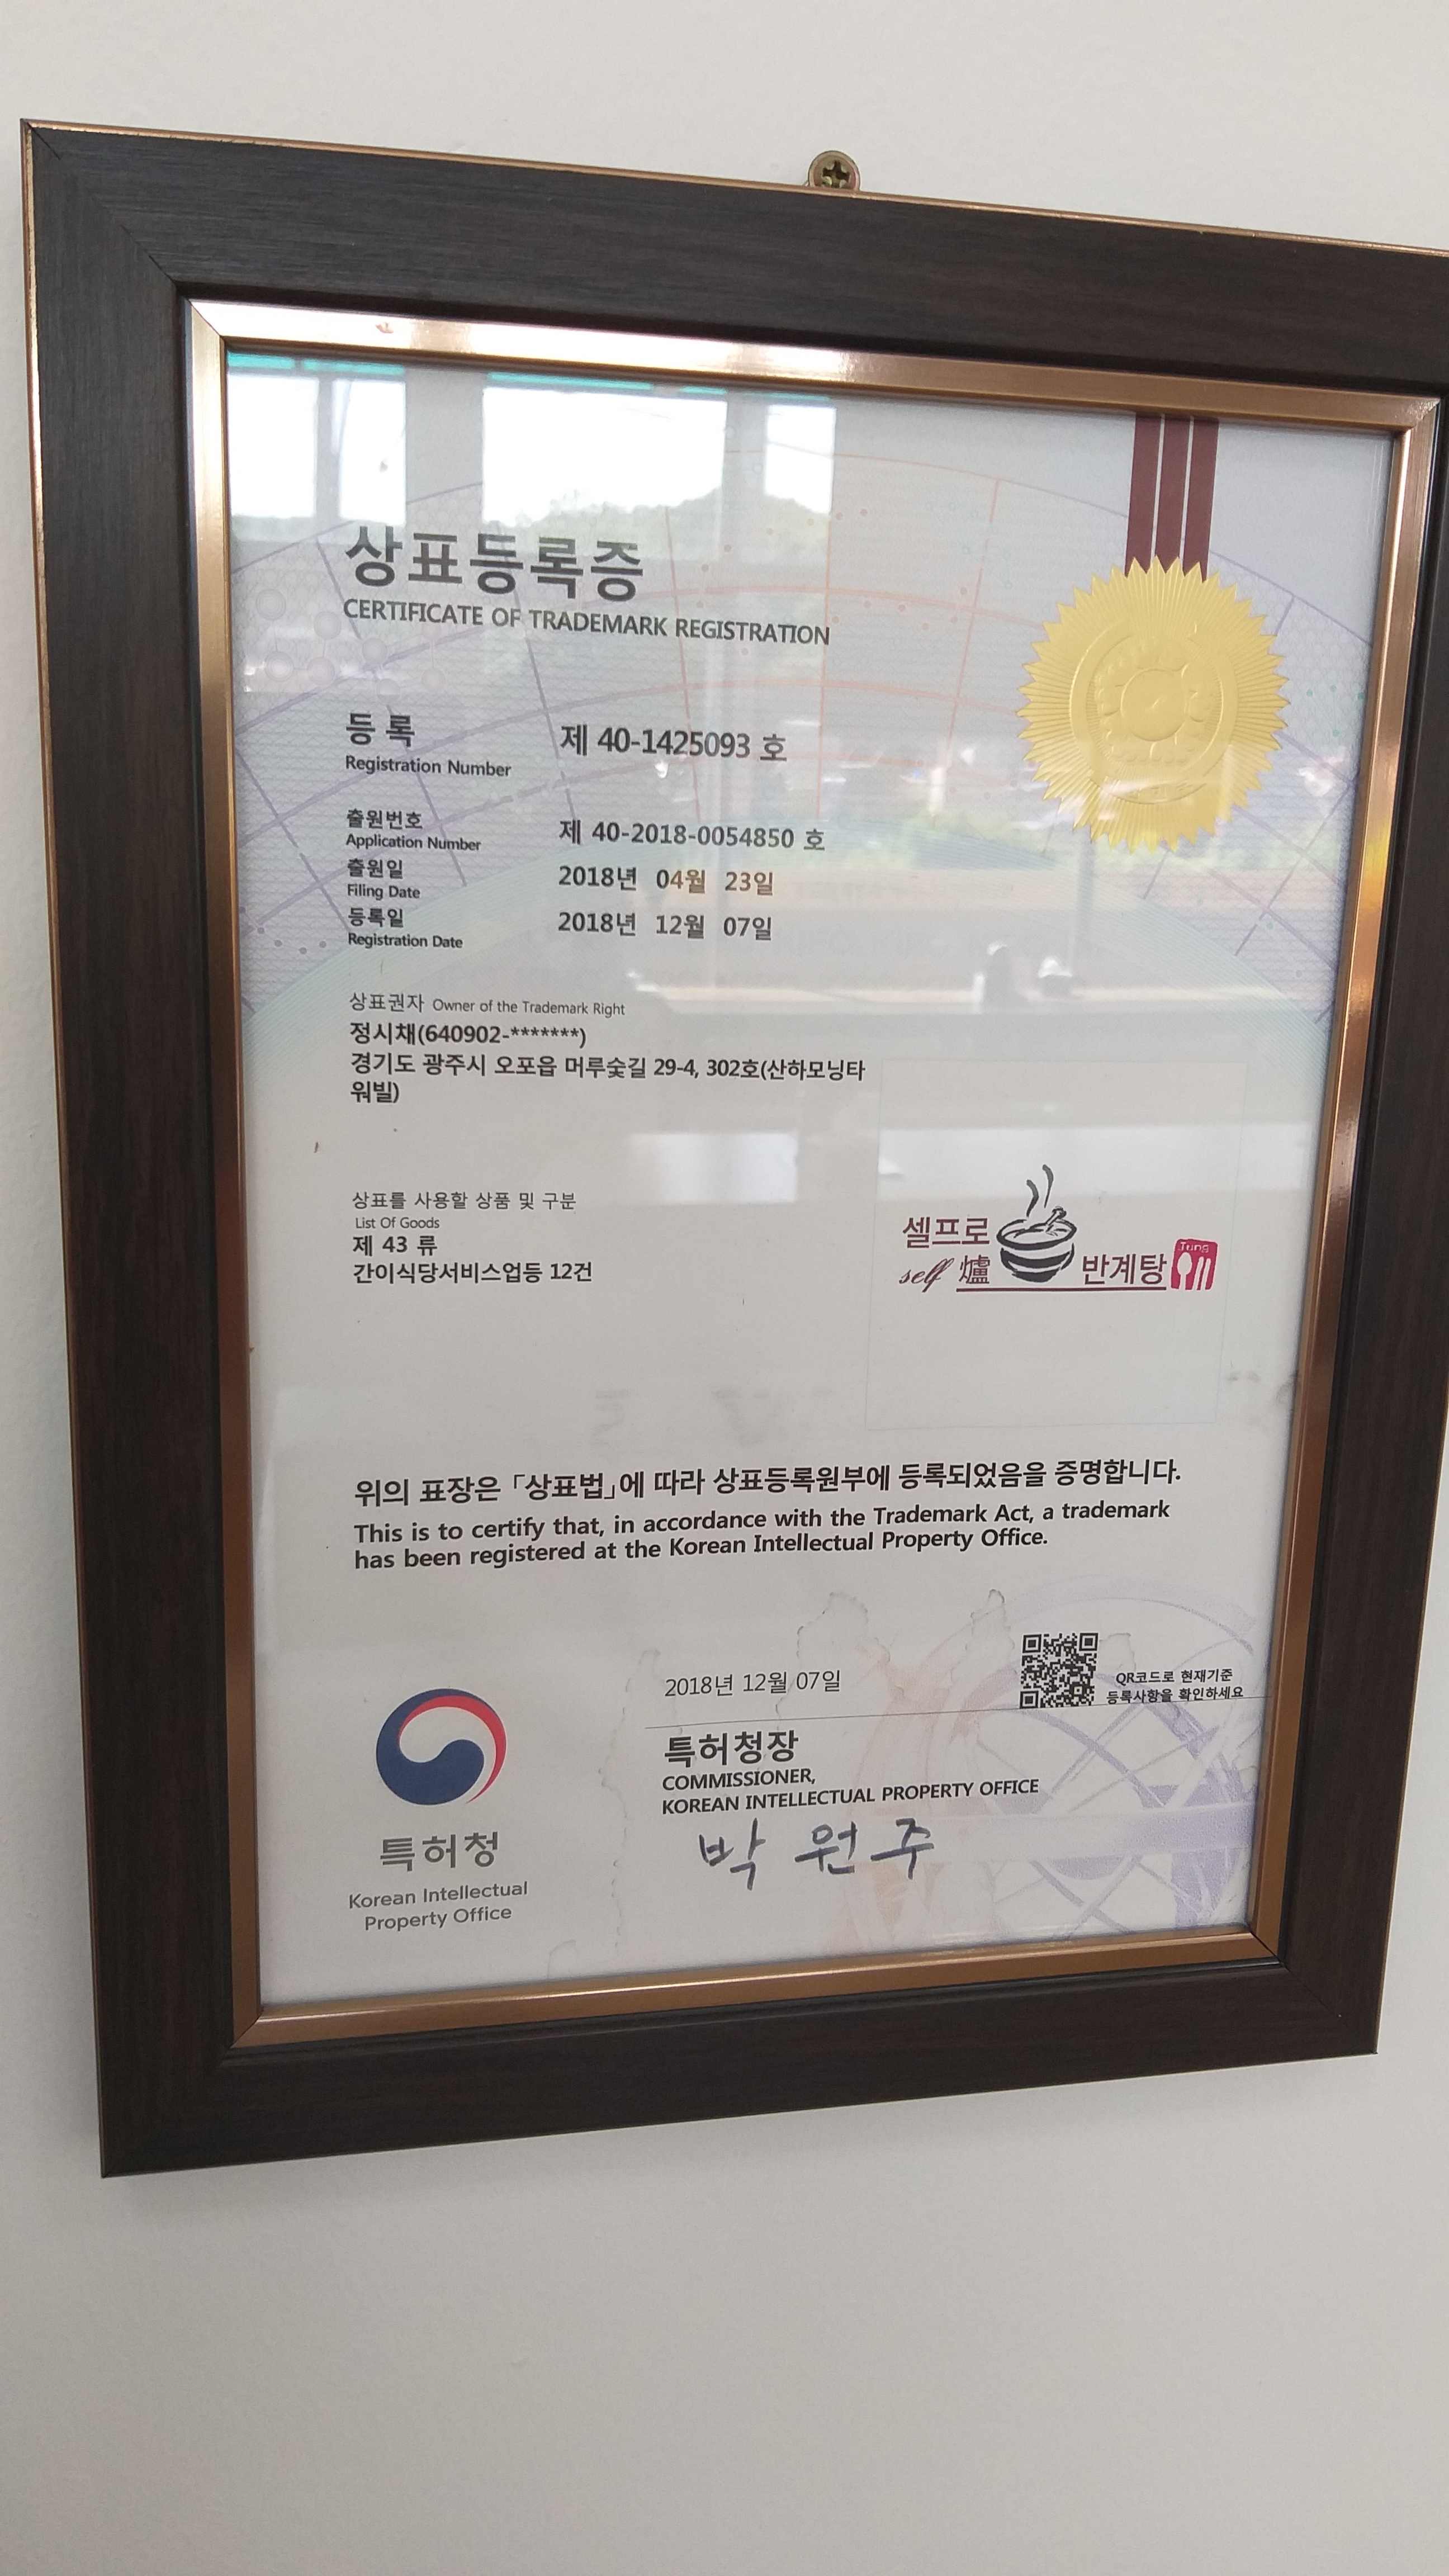 상표등록증
CERTIFICATE OF TRADEMARK REGISTRATION
등록 제 40-1425093 호
Registration Number
출원번호 제 40-2018-0054850 호
Application Number
출원일 2018년 04월 23일
Filing Date
등록일 2018년 12월 07일
Registration Date
상표권자 Owner of the Trademark Right
정시채(640902-*******)
경기도 광주시 오포읍 머루숯길 29-4, 302호(산하모닝타
워빌)
상표를 사용할 상품 및 구분
List Of Goods
제 43 류
간이식당서비스업등 12건
셀프로
self 爐 반계탕 Jung
위의 표장은 「상표법」에 따라 상표등록원부에 등록되었음을 증명합니다.
This is to certify that, in accordance with the Trademark Act, a trademark
has been registered at the Korean Intellectual Property Office.
2018년 12월 07일
QR코드로 현재기준
등록사항을 확인하세요
특허청장
COMMISSIONER,
KOREAN INTELLECTUAL PROPERTY OFFICE
박원주
특허청
Korean Intellectual
Property Office